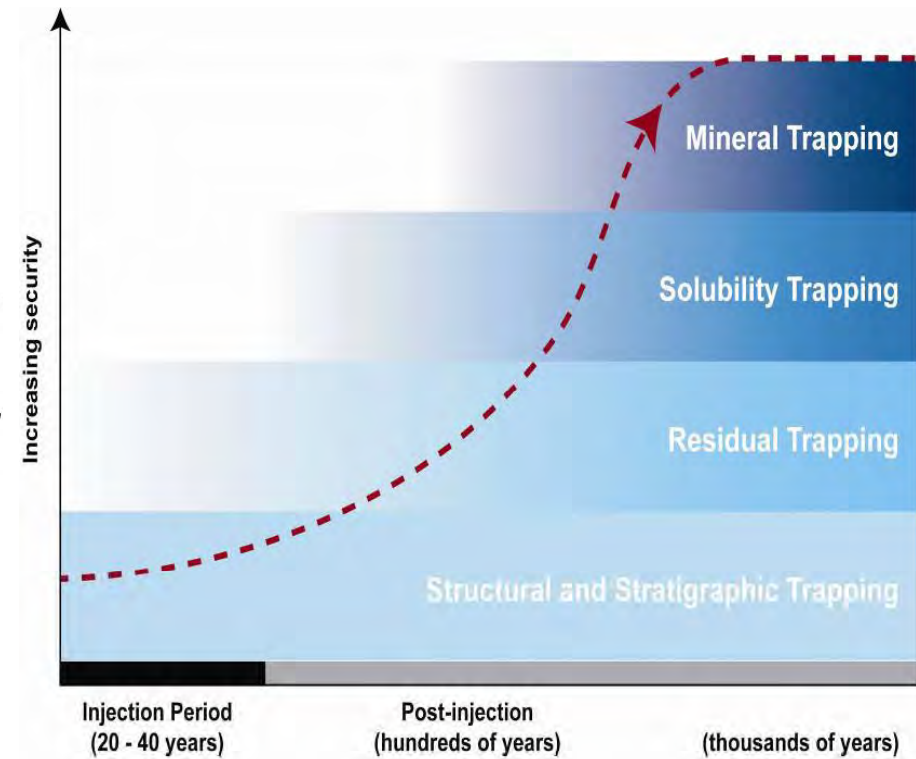 Increasing security
Mineral Trapping
Solubility Trapping
Residual Trapping
Structural and Stratigraphic Trapping
Injection Period
(20 - 40 years)
Post-injection
(hundreds of years)
(thousands of years)